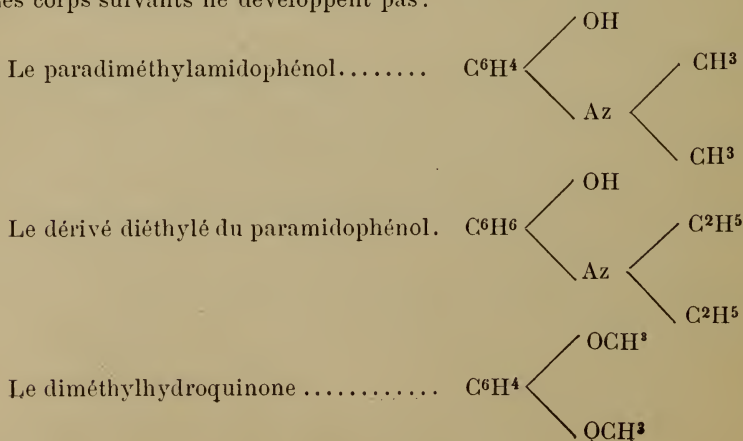 les corps suivants ne développent pas:
OH
Le paradiméthylamidophénol........ C⁶H⁴ CH³
Az
CH³
OH
Le dérivé diéthylé du paramidophénol. C⁶H⁶ C²H⁵
Az
C²H⁵
OCH³
Le diméthylhydroquinone ............ C⁶H⁴
OCH³